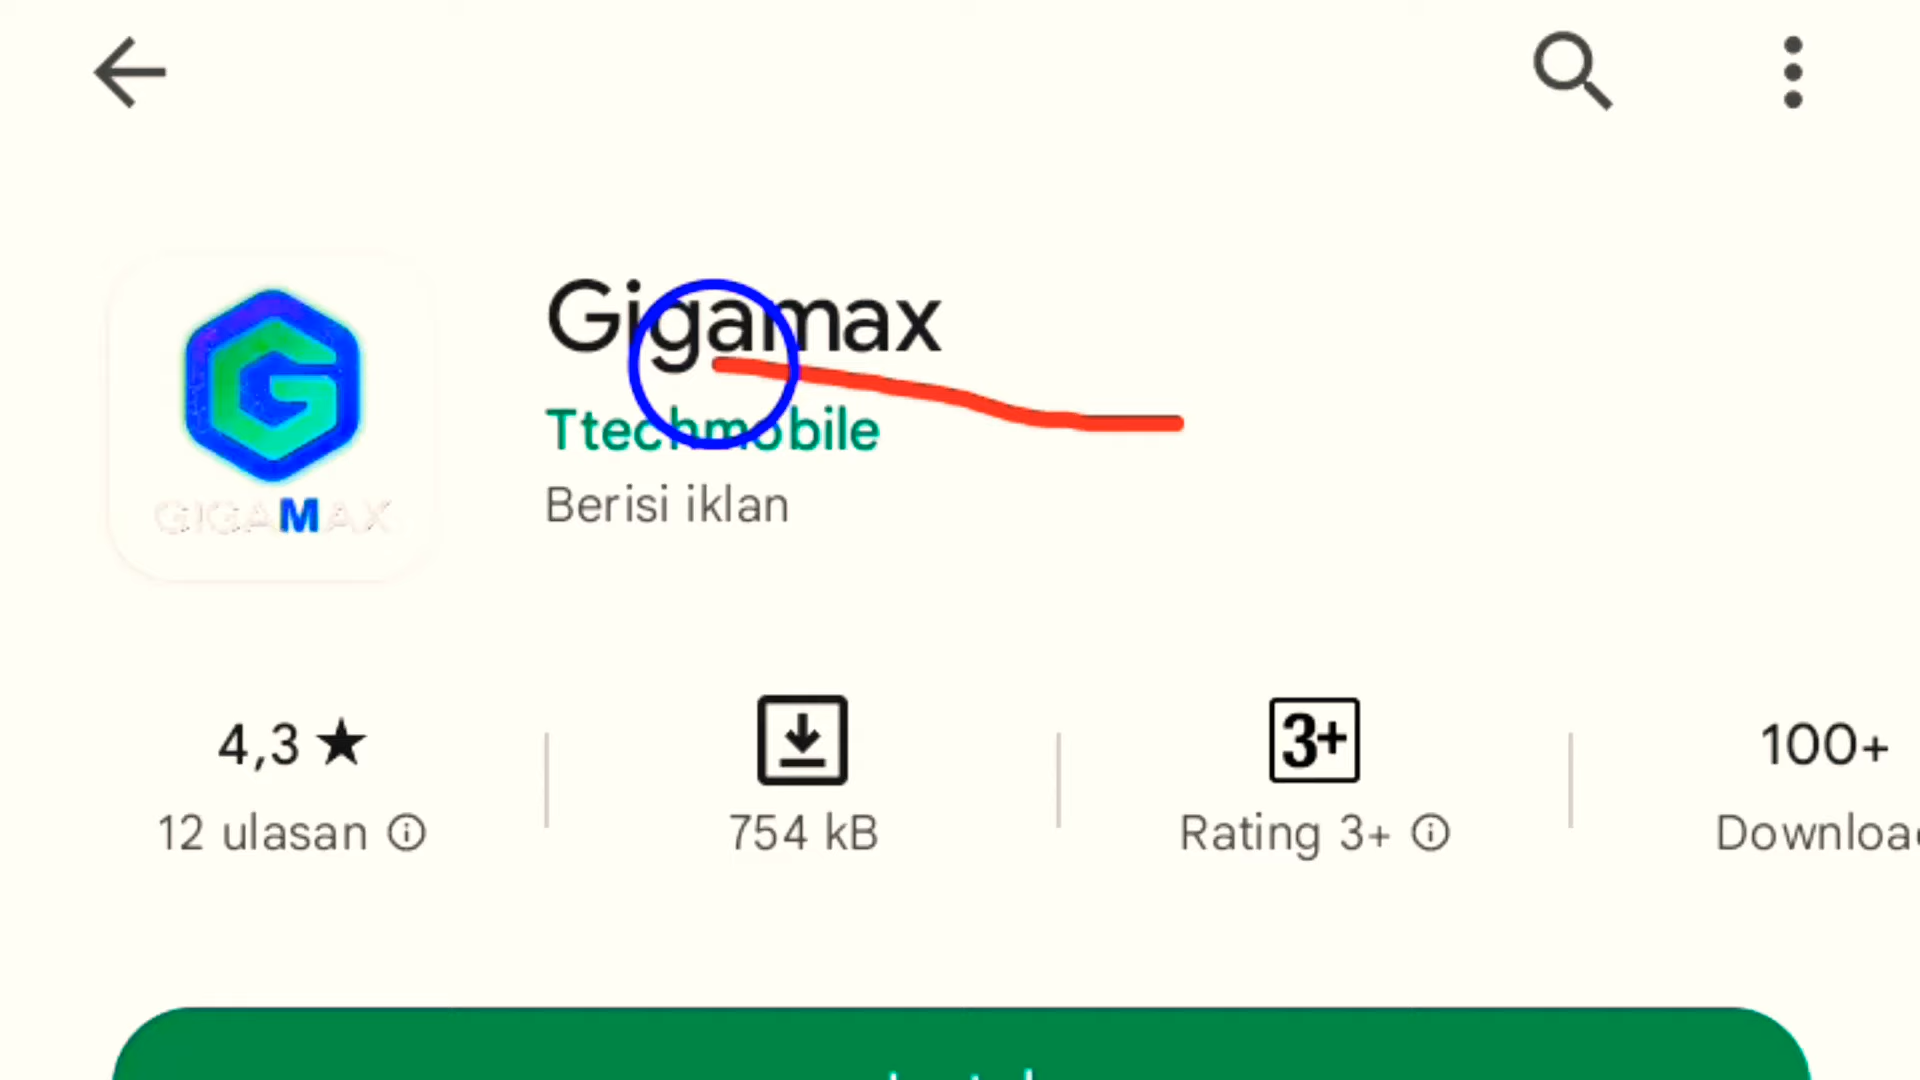 Gigamax
Ttechmobile
Berisi iklan
GIGAMAX
4,3 ★
12 ulasan
754 kB
3+
Rating 3+
100+